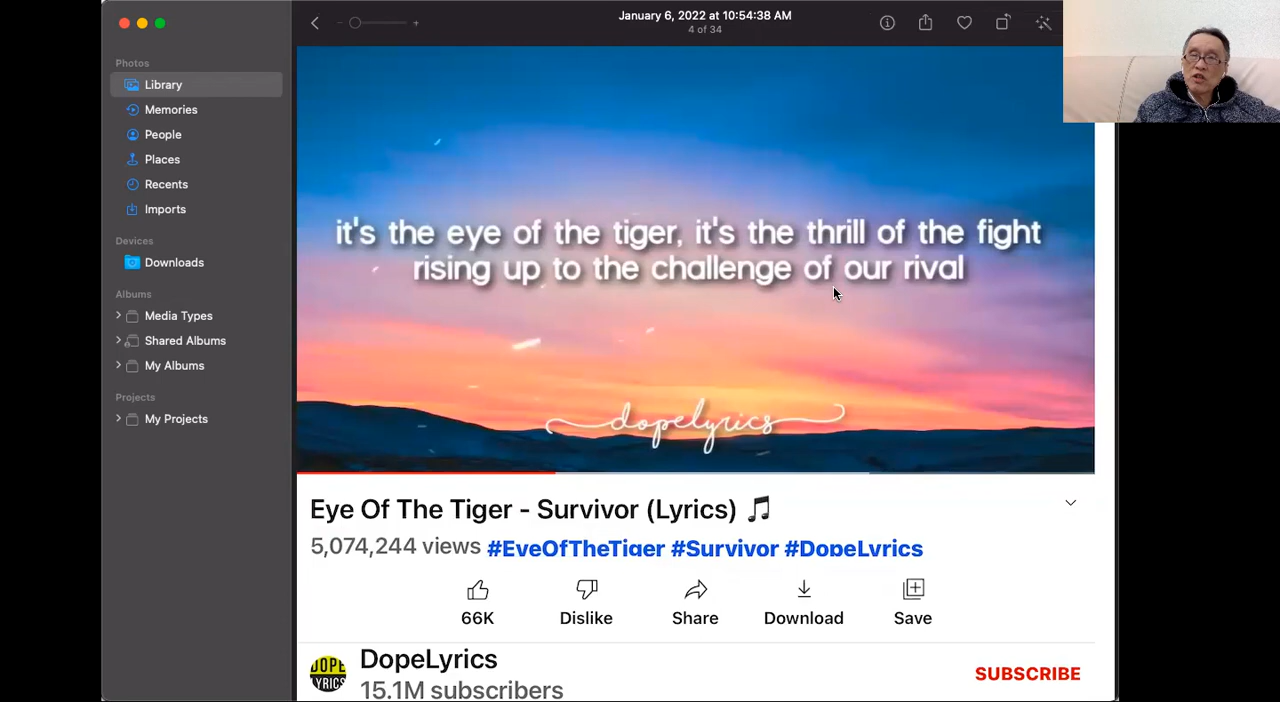 January 6, 2022 at 10:54:38 AM
4 of 34
Photos
Library
Memories
People
Places
Recents
Imports
Devices
Downloads
Albums
Media Types
Shared Albums
My Albums
Projects
My Projects
it's the eye of the tiger, it's the thrill of the fight
rising up to the challenge of our rival
dopelyrics
Eye Of The Tiger - Survivor (Lyrics) 🎵
5,074,244 views #EyeOfTheTiger #Survivor #DopeLyrics
66K
Dislike
Share
Download
Save
DOPE
LYRICS
DopeLyrics
15.1M subscribers
SUBSCRIBE